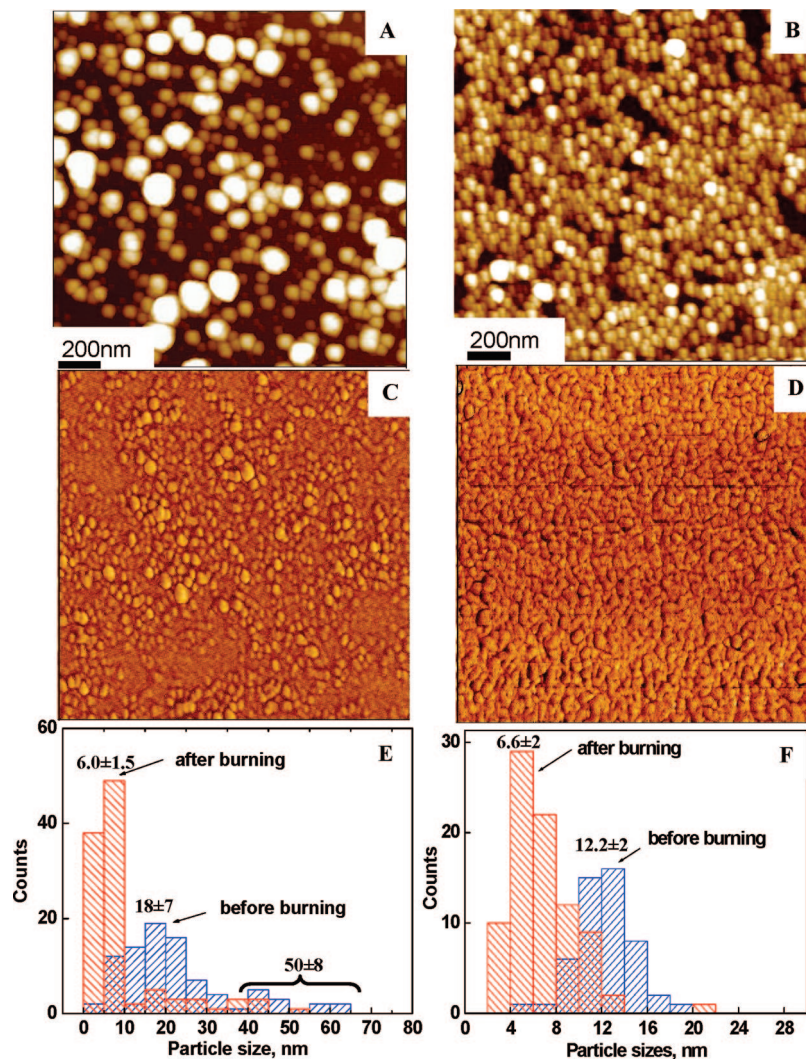 A
B
200nm
200nm
C
D
60
40
20
0
Counts
6.0±1.5
after burning
E
18±7
before burning
50±8
0 10 20 30 40 50 60 70 80
Particle size, nm
30
20
10
0
Counts
6.6±2
after burning
F
12.2±2
before burning
0 4 8 12 16 20 24 28
Particle sizes, nm